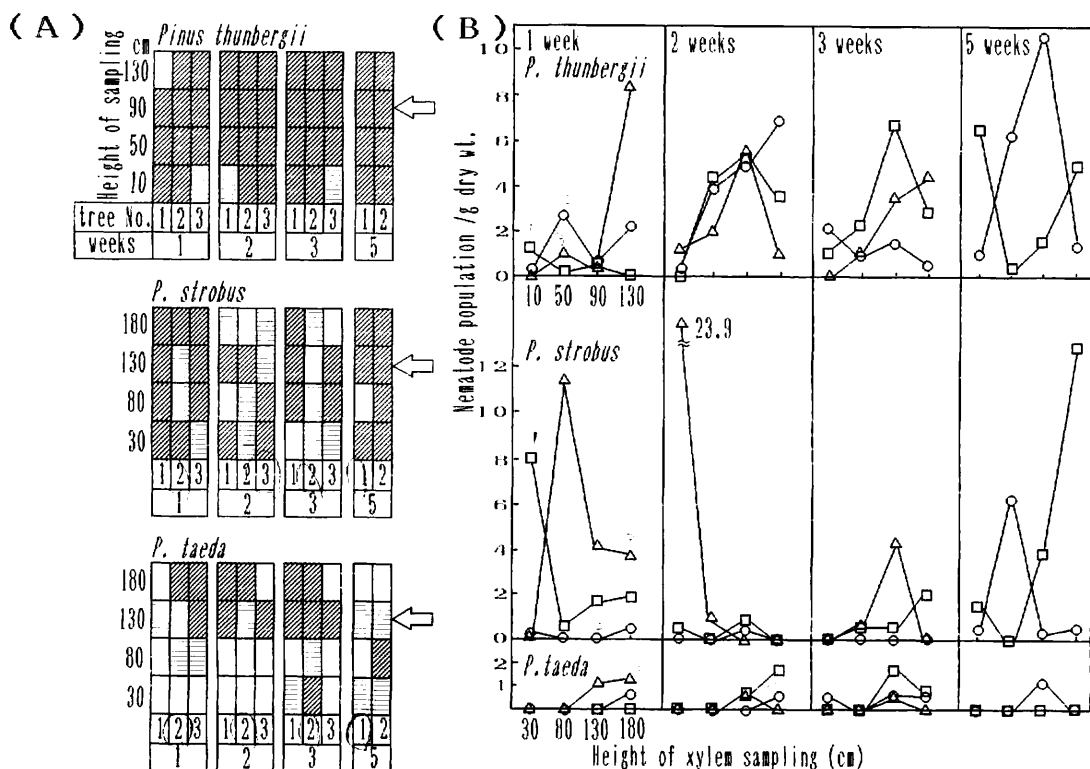 (A)
Pinus thunbergii
Height of sampling
cm
130
90
50
10
tree No. 1 2 3 1 2 3 1 2 3 1 2
weeks 1 2 3 5
P. strobus
180
130
80
30
1 2 3 1 2 3 1 2 3 1 2
1 2 3 5
P. taeda
180
130
80
30
1 2 3 1 2 3 1 2 3 1 2
1 2 3 5
(B)
Nematode population /g dry wt.
1 week 2 weeks 3 weeks 5 weeks
P. thunbergii
10
8
6
4
2
0
10 50 90 130
P. strobus
23.9
12
12
8
6
4
2
0
P. taeda
2
1
30 80 130 180
Height of xylem sampling (cm)